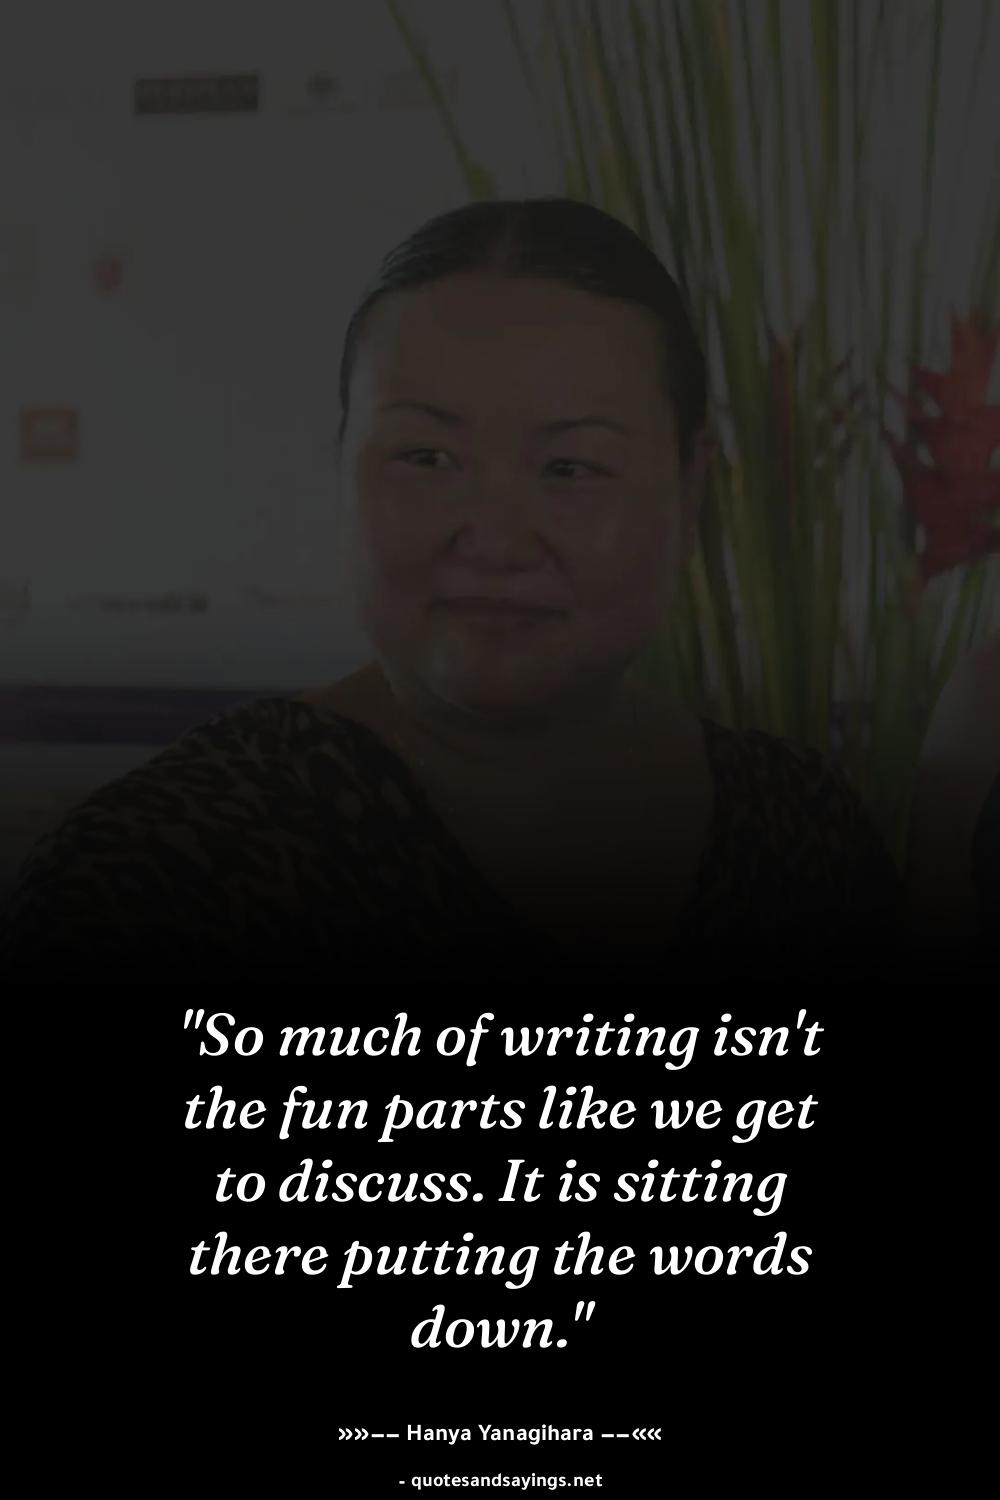 "So much of writing isn't
the fun parts like we get
to discuss. It is sitting
there putting the words
down."
»»−− Hanya Yanagihara −−««
- quotesandsayings.net